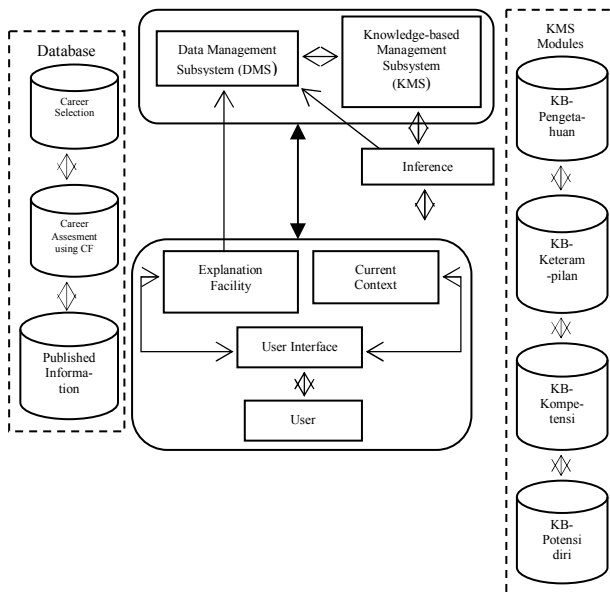 Database
Career
Selection
Career
Assesment
using CF
Published
Informa-
tion
Data Management
Subsystem (DMS)
Knowledge-based
Management
Subsystem
(KMS)
Inference
Explanation
Facility
Current
Context
User Interface
User
KMS
Modules
KB-
Pengeta-
huan
KB-
Keteram
-pilan
KB-
Kompe-
tensi
KB-
Potensi
diri